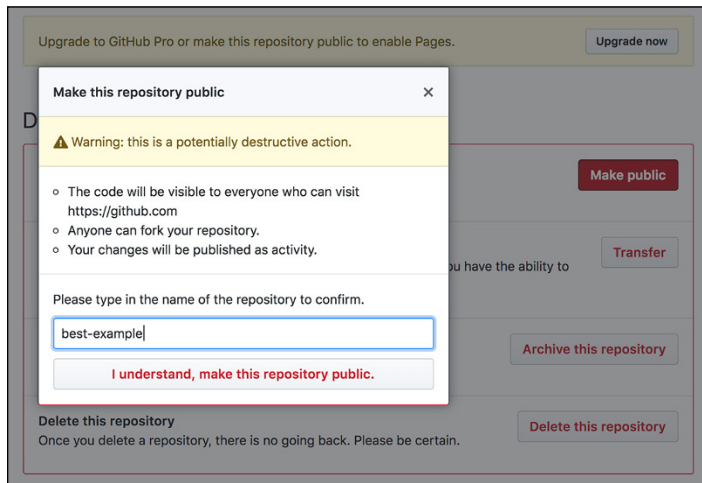 Upgrade to GitHub Pro or make this repository public to enable Pages.
Upgrade now
Make this repository public
×
D
Warning: this is a potentially destructive action.
Make public
The code will be visible to everyone who can visit
https://github.com
Anyone can fork your repository.
Your changes will be published as activity.
Transfer
ou have the ability to
Please type in the name of the repository to confirm.
best-example
Archive this repository
I understand, make this repository public.
Delete this repository
Once you delete a repository, there is no going back. Please be certain.
Delete this repository